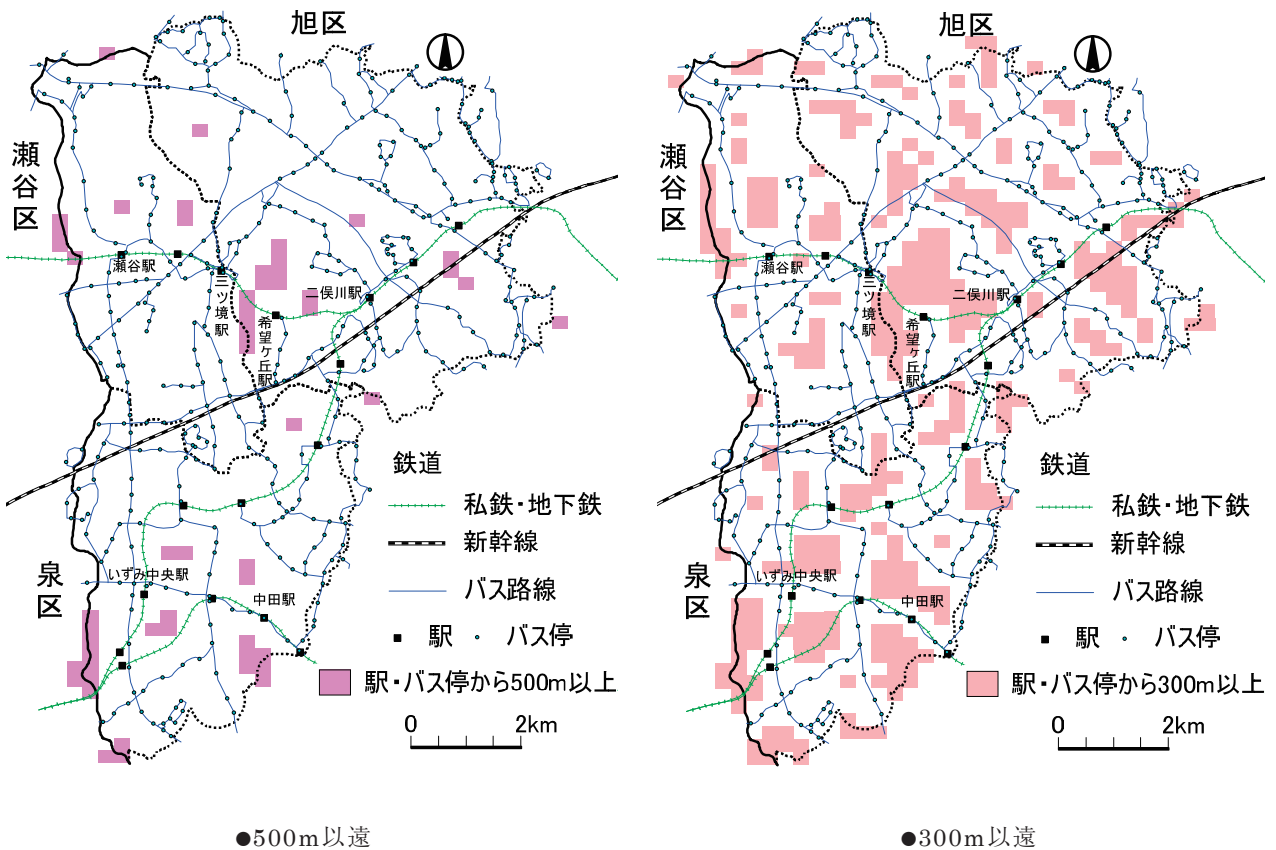 旭区
瀬谷区
瀬谷駅
三ツ境駅
希望ヶ丘駅
二俣川駅
鉄道
私鉄・地下鉄
新幹線
バス路線
駅
バス停
駅・バス停から500m以上
0 2km
泉区
いずみ中央駅
中田駅
●500m以遠
旭区
瀬谷区
瀬谷駅
三ツ境駅
希望ヶ丘駅
二俣川駅
鉄道
私鉄・地下鉄
新幹線
バス路線
駅
バス停
駅・バス停から300m以上
0 2km
泉区
いずみ中央駅
中田駅
●300m以遠